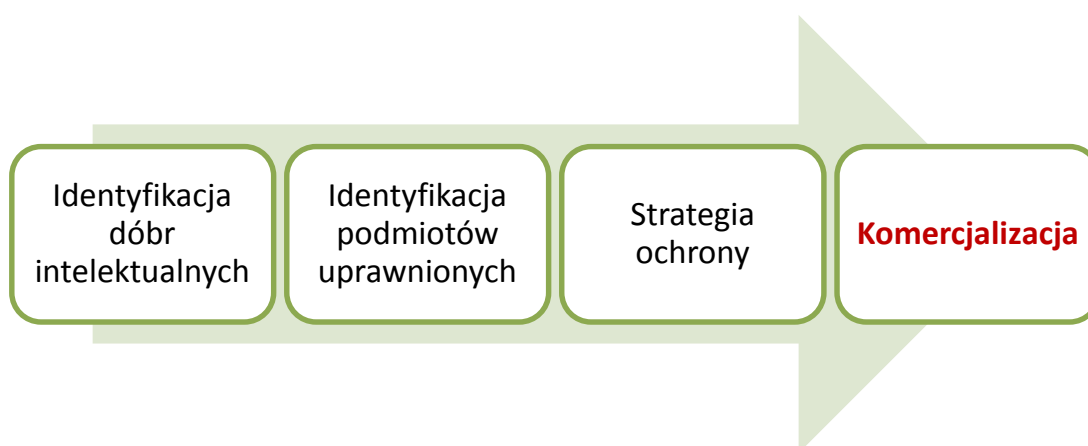 Identyfikacja
dóbr
intelektualnych
Identyfikacja
podmiotów
uprawnionych
Strategia
ochrony
Komercjalizacja